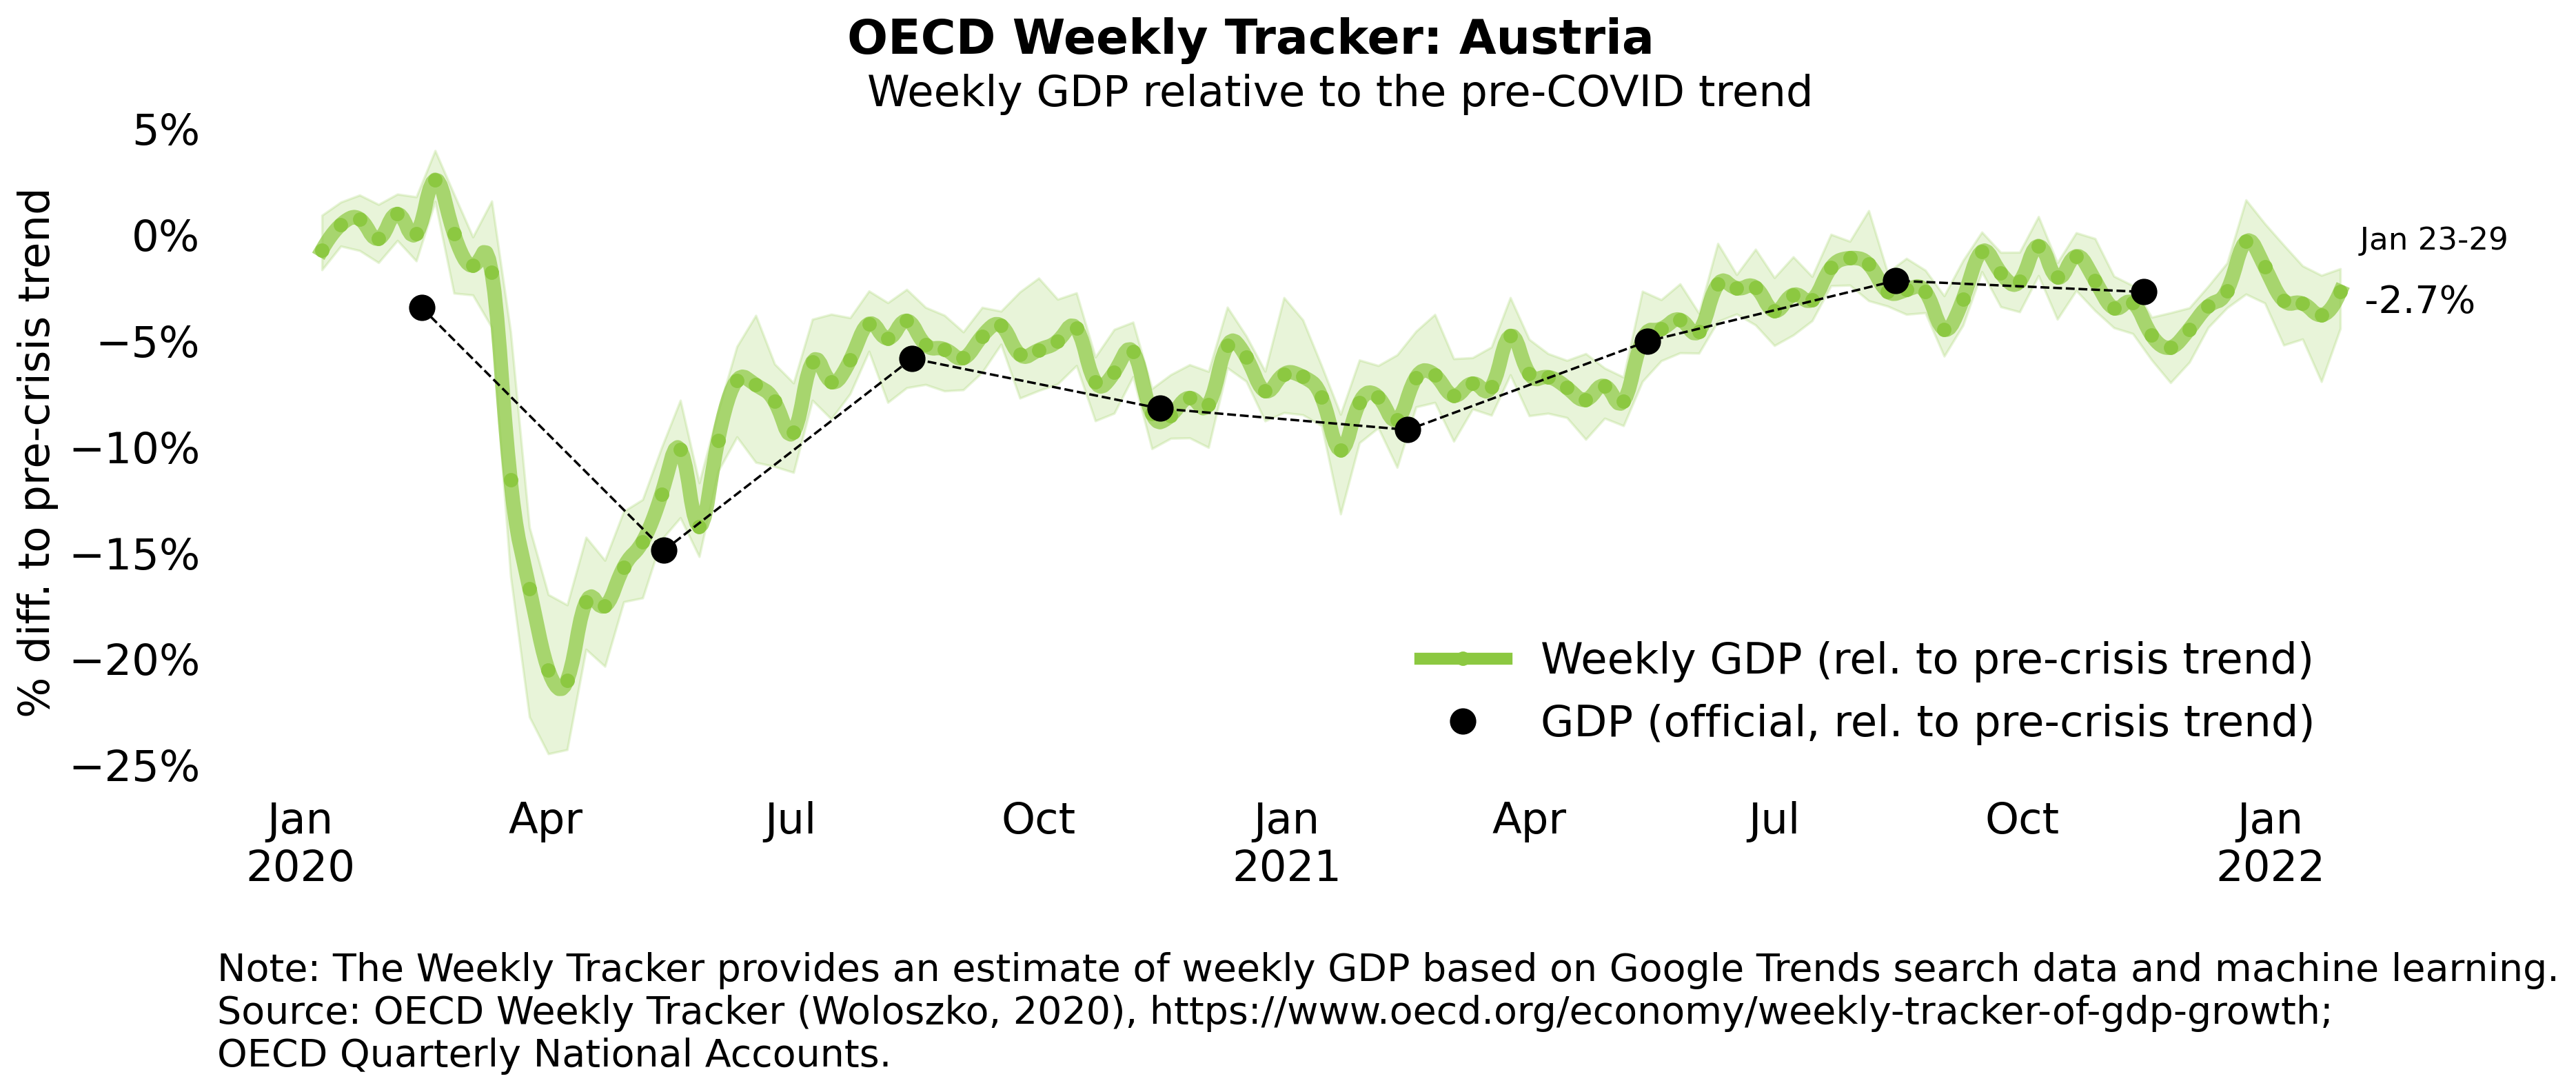 OECD Weekly Tracker: Austria
Weekly GDP relative to the pre-COVID trend
% diff. to pre-crisis trend
5%
0%
−5%
−10%
−15%
−20%
−25%
Jan 23-29
-2.7%
Weekly GDP (rel. to pre-crisis trend)
GDP (official, rel. to pre-crisis trend)
Jan Apr Jul Oct Jan Apr Jul Oct Jan
2020 2021 2022
Note: The Weekly Tracker provides an estimate of weekly GDP based on Google Trends search data and machine learning.
Source: OECD Weekly Tracker (Woloszko, 2020), https://www.oecd.org/economy/weekly-tracker-of-gdp-growth;
OECD Quarterly National Accounts.